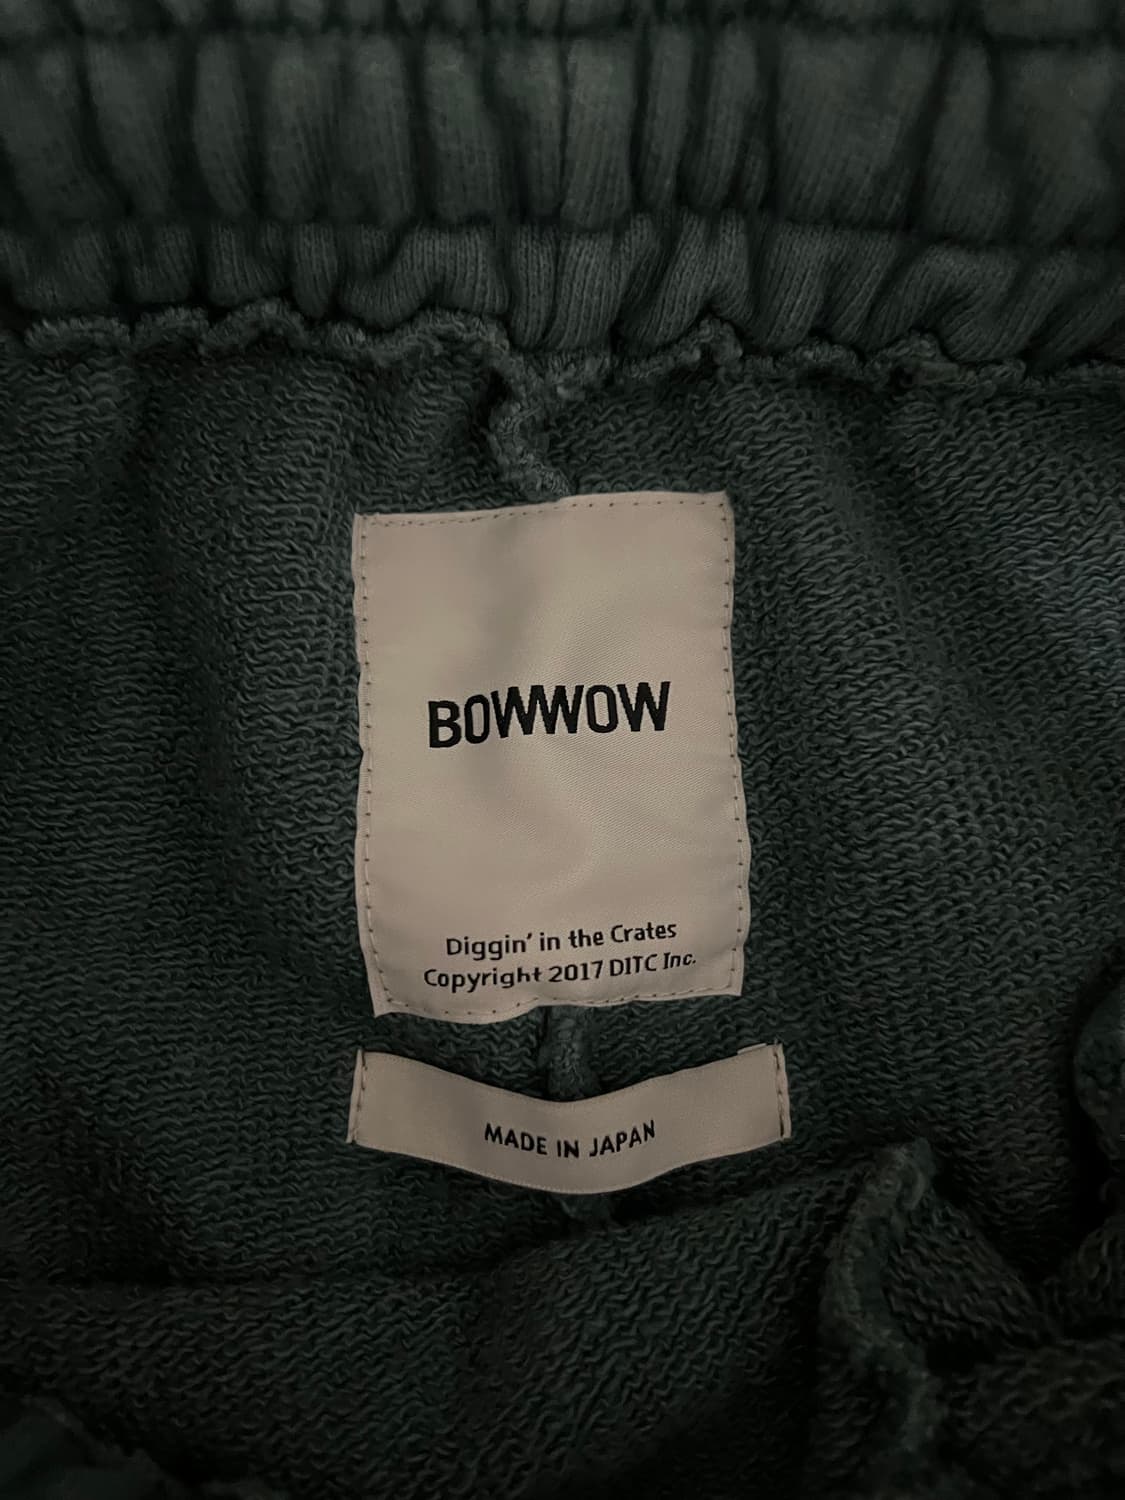 BOWWOW
Diggin' in the Crates
Copyright 2017 DITC Inc.
MADE IN JAPAN